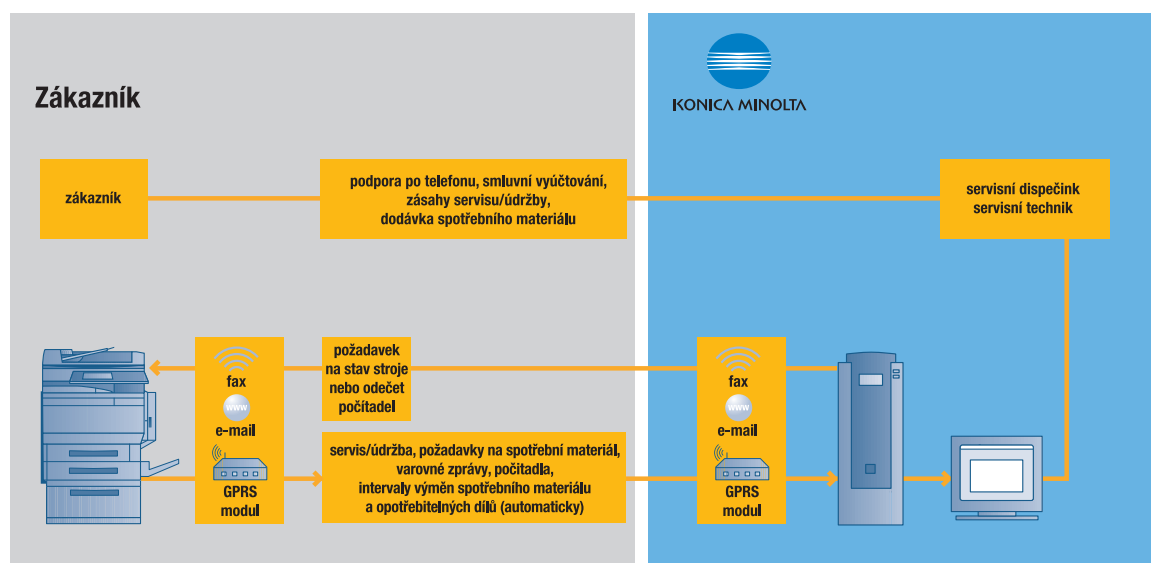 Zákazník
KONICA MINOLTA
zákazník
podpora po telefonu, smluvní vyúčtování,
zásahy servisu/údržby,
dodávka spotřebního materiálu
servisní dispečink
servisní technik
fax
www
e-mail
GPRS
modul
požadavek
na stav stroje
nebo odečet
počítadel
servis/údržba, požadavky na spotřební materiál,
varovné zprávy, počitadla,
intervaly výměn spotřebního materiálu
a opotřebitelných dílů (automaticky)
fax
www
e-mail
GPRS
modul